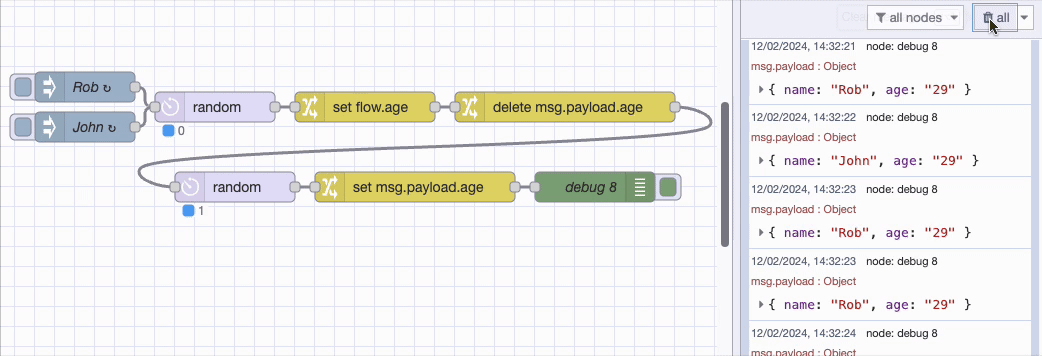 all nodes
all
Rob ↻
John ↻
random
set flow.age
delete msg.payload.age
0
random
set msg.payload.age
debug 8
1
12/02/2024, 14:32:21 node: debug 8
msg.payload : Object
{ name: "Rob", age: "29" }
12/02/2024, 14:32:22 node: debug 8
msg.payload : Object
{ name: "John", age: "29" }
12/02/2024, 14:32:23 node: debug 8
msg.payload : Object
{ name: "Rob", age: "29" }
12/02/2024, 14:32:23 node: debug 8
msg.payload : Object
{ name: "Rob", age: "29" }
12/02/2024, 14:32:24 node: debug 8
msg.payload : Object